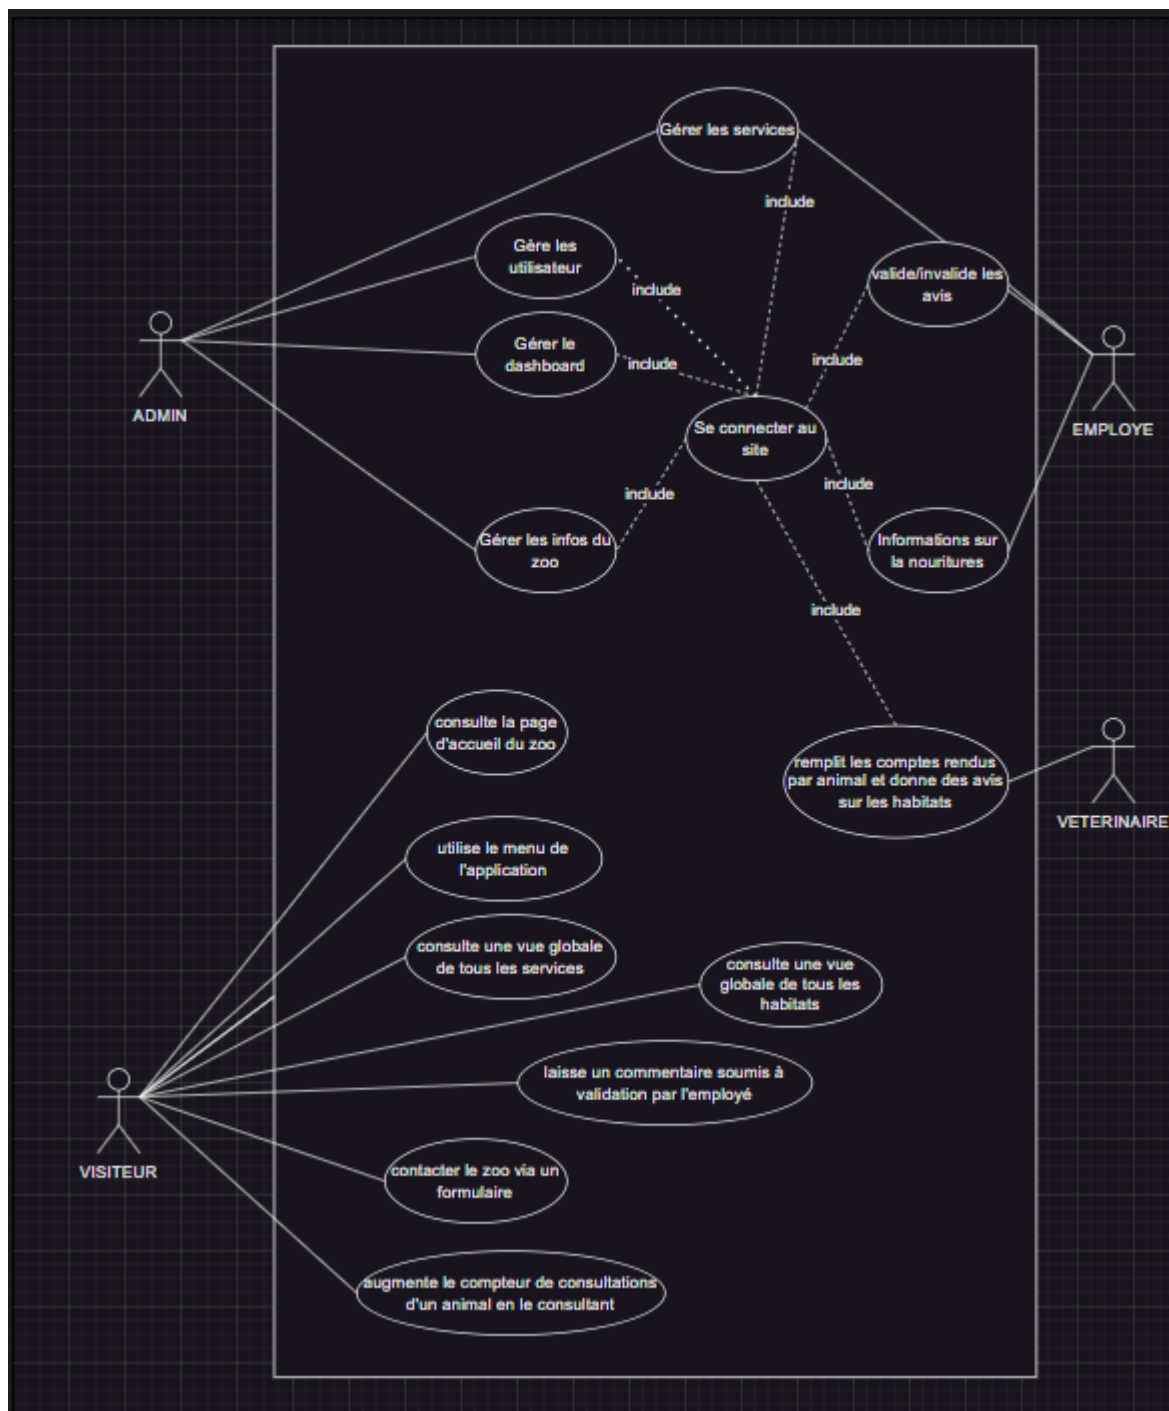 Gérer les services
include
Gère les
utilisateur
valide/invalide les
avis
include
Gérer le
dashboard
include
include
ADMIN
Se connecter au
site
EMPLOYE
include
include
Gérer les infos du
zoo
Informations sur
la nouritures
include
consulte la page
d'accueil du zoo
remplit les comptes rendus
par animal et donne des avis
sur les habitats
VETERINAIRE
utilise le menu de
l'application
consulte une vue globale
de tous les services
consulte une vue
globale de tous les
habitats
laisse un commentaire soumis à
validation par l'employé
VISITEUR
contacter le zoo via un
formulaire
augmente le compteur de consultations
d'un animal en le consultant